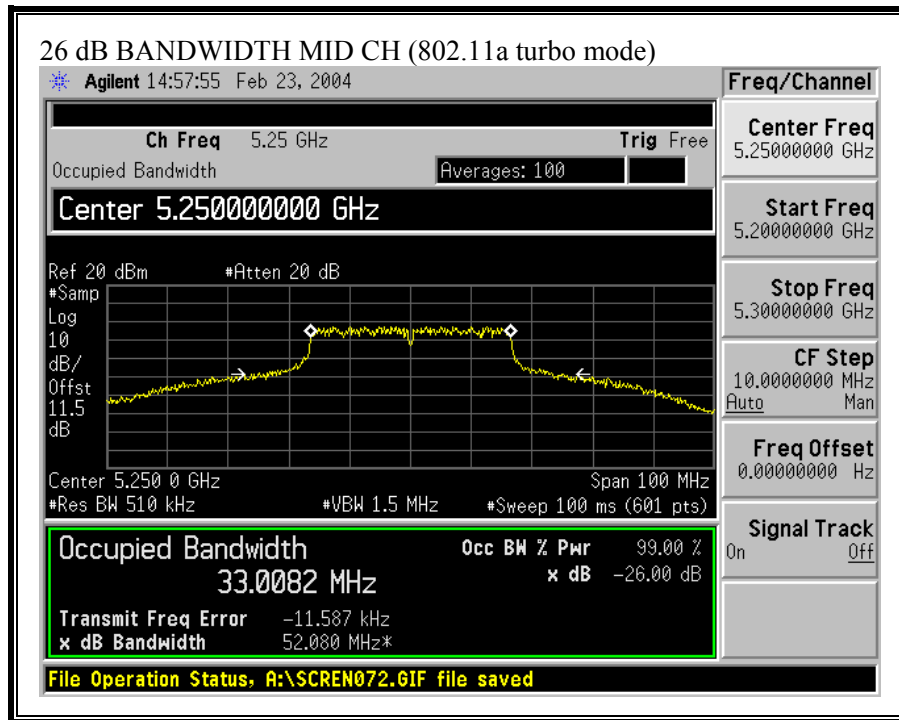 26 dB BANDWIDTH MID CH (802.11a turbo mode)
Agilent 14:57:55 Feb 23, 2004
Freq/Channel
Ch Freq 5.25 GHz Trig Free
Occupied Bandwidth Averages: 100
Center 5.250000000 GHz
Ref 20 dBm #Atten 20 dB
#Samp
Log
10
dB/
Offst
11.5
dB
Center 5.250 0 GHz Span 100 MHz
#Res BW 510 kHz #VBW 1.5 MHz #Sweep 100 ms (601 pts)
Occupied Bandwidth Occ BW % Pwr 99.00 %
33.0082 MHz x dB -26.00 dB
Transmit Freq Error -11.587 kHz
x dB Bandwidth 52.080 MHz*
File Operation Status, A:\SCREN072.GIF file saved
Center Freq
5.25000000 GHz
Start Freq
5.20000000 GHz
Stop Freq
5.30000000 GHz
CF Step
10.0000000 MHz
Auto Man
Freq Offset
0.00000000 Hz
Signal Track
On Off